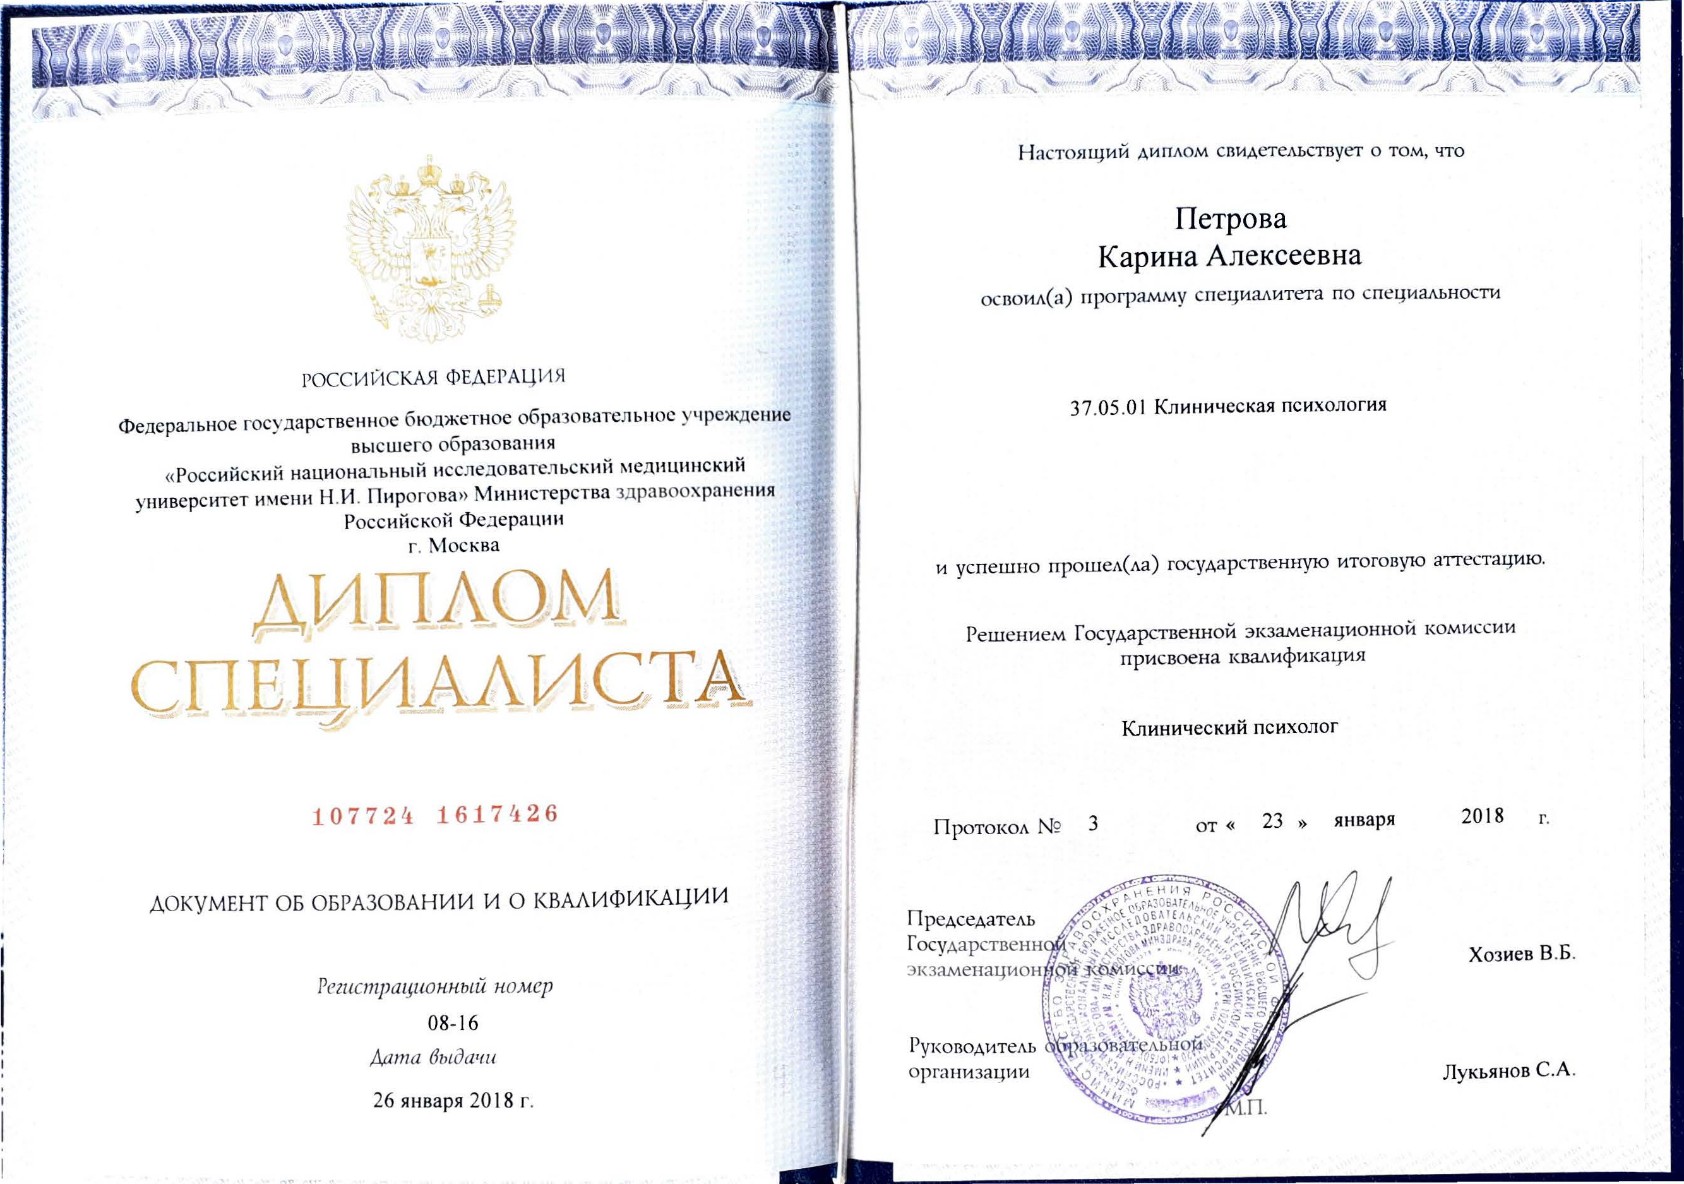 РОССИЙСКАЯ ФЕДЕРАЦИЯ
Федеральное государственное бюджетное образовательное учреждение
высшего образования
«Российский национальный исследовательский медицинский
университет имени Н.И. Пирогова» Министерства здравоохранения
Российской Федерации
г. Москва
ДИПЛОМ
СПЕЦИАЛИСТА
107724 1617426
ДОКУМЕНТ ОБ ОБРАЗОВАНИИ И О КВАЛИФИКАЦИИ
Регистрационный номер
08-16
Дата выдачи
26 января 2018 г.
Настоящий диплом свидетельствует о том, что
Петрова
Карина Алексеевна
освоил(а) программу специалитета по специальности
37.05.01 Клиническая психология
и успешно прошел(ла) государственную итоговую аттестацию.
Решением Государственной экзаменационной комиссии
присвоена квалификация
Клинический психолог
Протокол № 3 от « 23 » января 2018 г.
Председатель
Государственной
экзаменационной комиссии
Хозиев В.Б.
Руководитель образовательной
организации
Лукьянов С.А.
М.П.